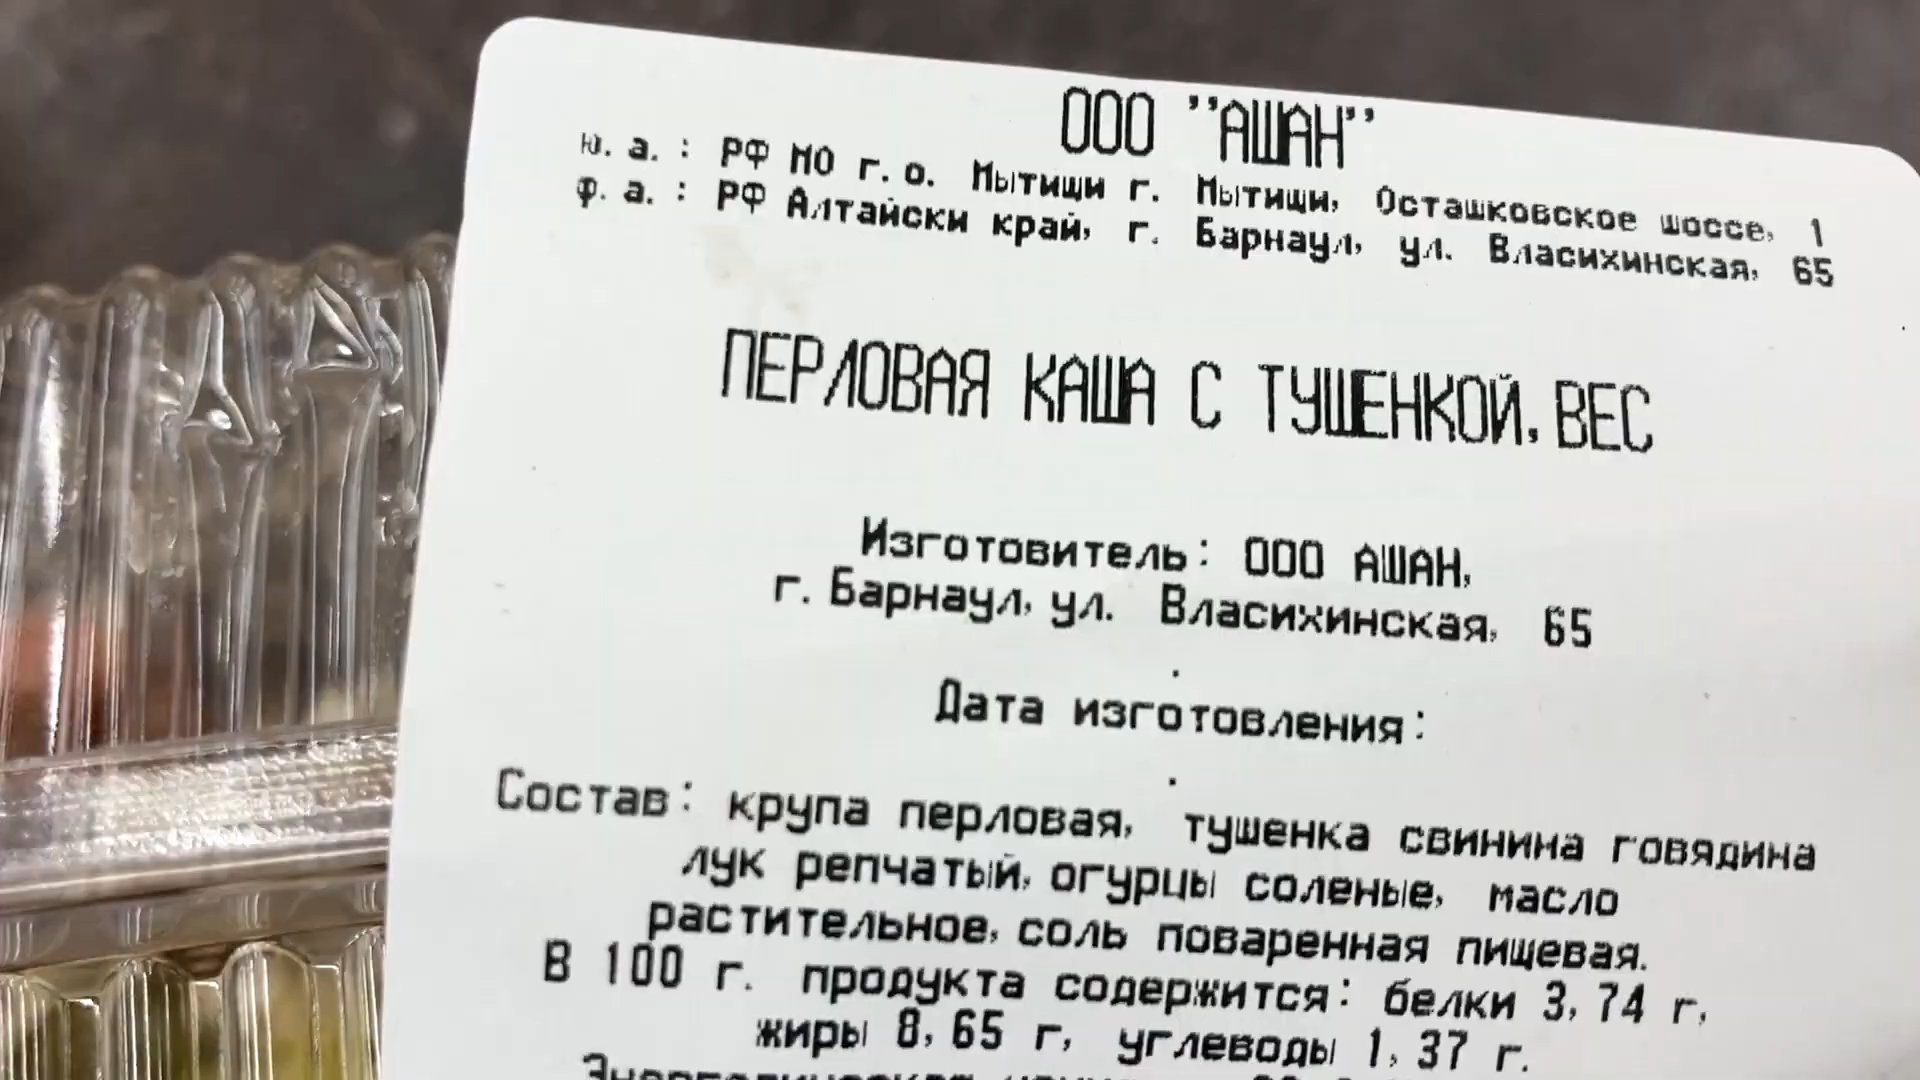 ООО "АШАН"
ю. а. : РФ МО г. о. Мытищи г. Мытищи, Осташковское шоссе, 1
ф. а. : РФ Алтайски край, г. Барнаул, ул. Власихинская, 65
ПЕРЛОВАЯ КАША С ТУШЕНКОЙ, ВЕС
Изготовитель: ООО АШАН,
г. Барнаул, ул. Власихинская, 65
.
Дата изготовления:
.
Состав: крупа перловая, тушенка свинина говядина
лук репчатый, огурцы соленые, масло
растительное, соль поваренная пищевая.
В 100 г. продукта содержится: белки 3,74 г,
жиры 8,65 г, углеводы 1,37 г.